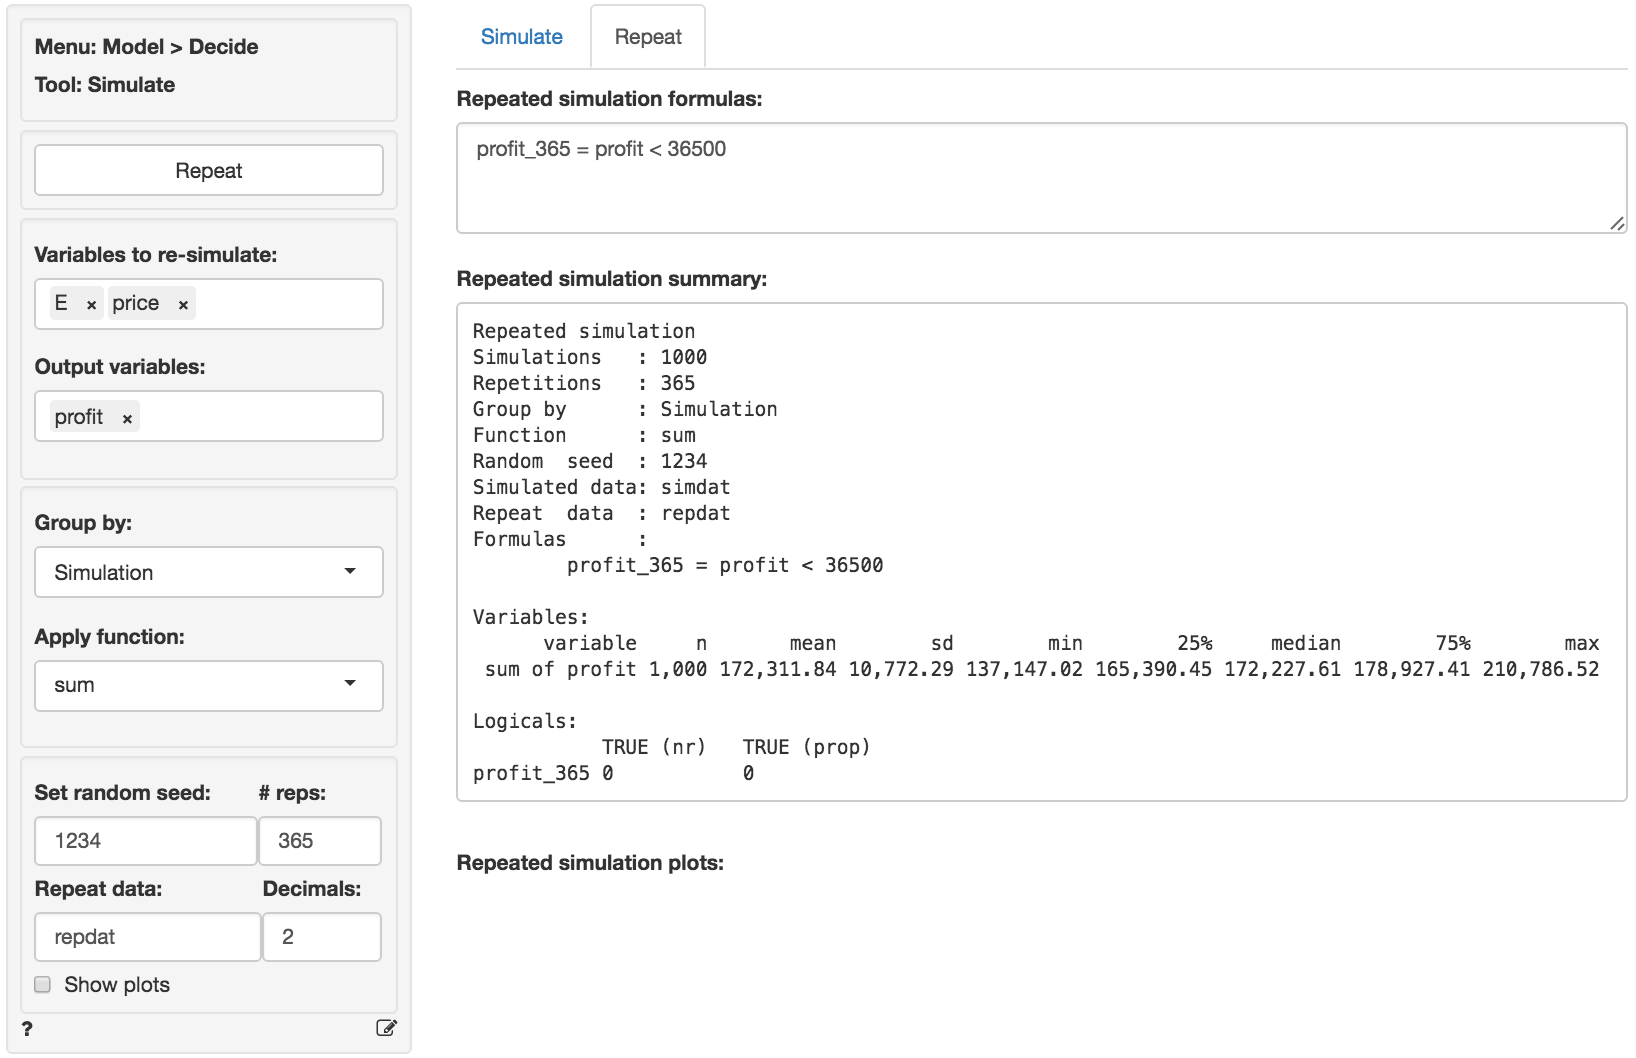 Menu: Model > Decide
Tool: Simulate
Repeat
Variables to re-simulate:
E × price ×
Output variables:
profit ×
Group by:
Simulation
Apply function:
sum
Set random seed: # reps:
1234 365
Repeat data: Decimals:
repdat 2
Show plots
?
Simulate Repeat
Repeated simulation formulas:
profit_365 = profit < 36500
Repeated simulation summary:
Repeated simulation
Simulations   : 1000
Repetitions   : 365
Group by      : Simulation
Function      : sum
Random  seed  : 1234
Simulated data: simdat
Repeat  data  : repdat
Formulas      :
        profit_365 = profit < 36500
Variables:
      variable     n       mean        sd        min        25%     median        75%        max
 sum of profit 1,000 172,311.84 10,772.29 137,147.02 165,390.45 172,227.61 178,927.41 210,786.52
Logicals:
           TRUE (nr)   TRUE (prop)
profit_365 0           0
Repeated simulation plots: